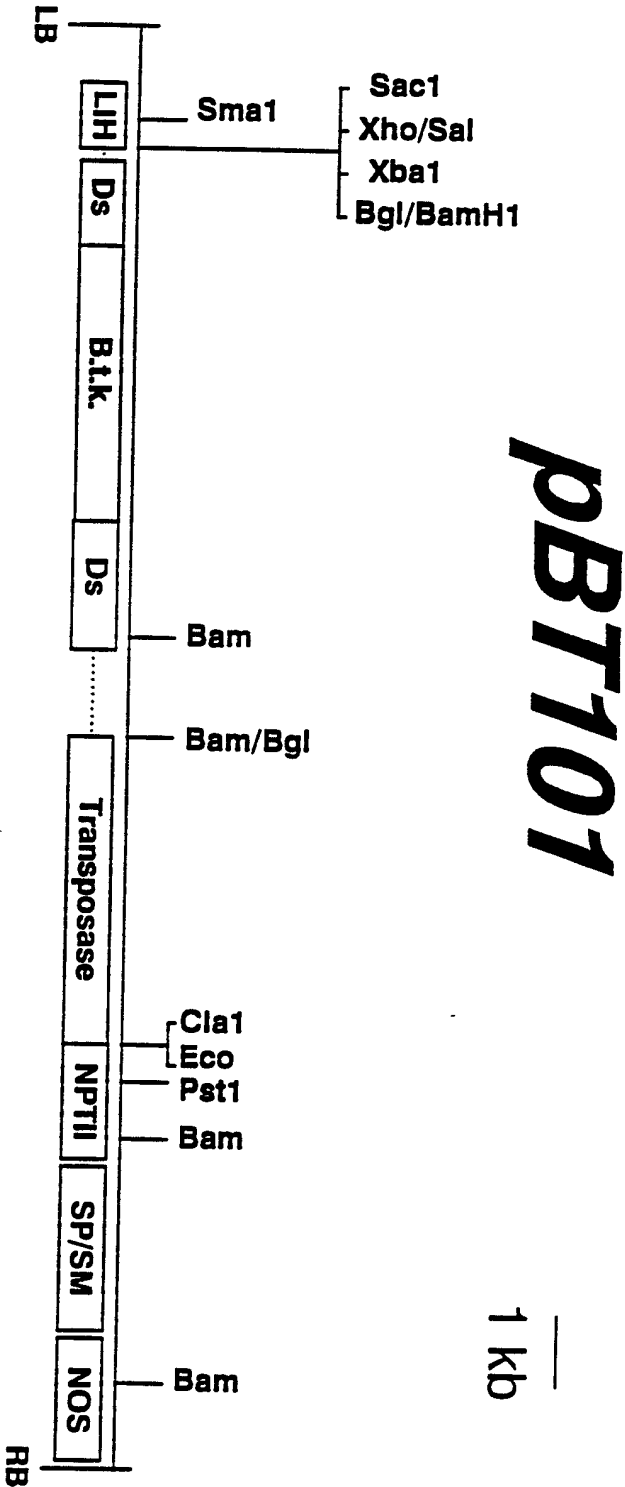 pBT101
LB
LIH
Sma1
Sac1
Xho/Sal
Xba1
Bgl/BamH1
Ds
B.t.k.
Ds
Bam
Bam/Bgl
Transposase
Cla1
Eco
Pst1
NPTII
Bam
SP/SM
NOS
Bam
RB
1 kb